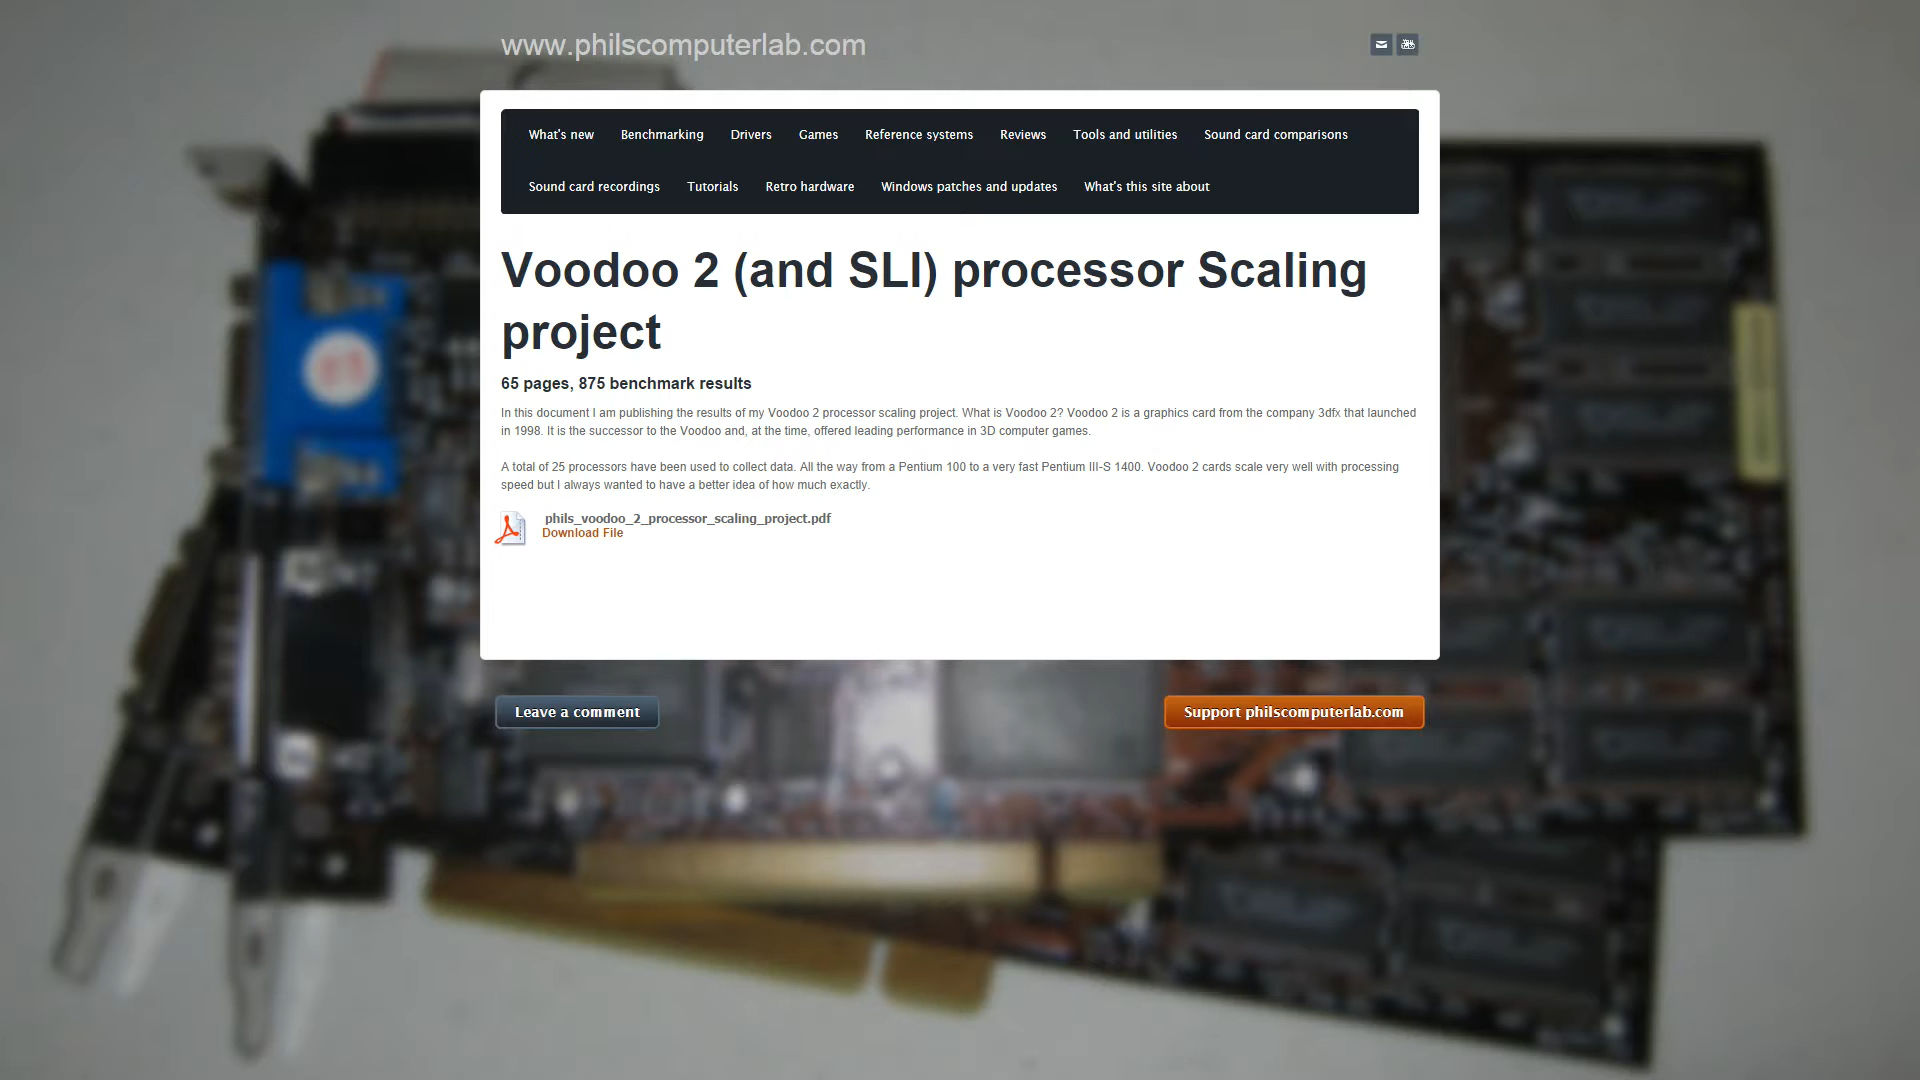 www.philscomputerlab.com
What's new Benchmarking Drivers Games Reference systems Reviews Tools and utilities Sound card comparisons
Sound card recordings Tutorials Retro hardware Windows patches and updates What's this site about
Voodoo 2 (and SLI) processor Scaling
project
65 pages, 875 benchmark results
In this document I am publishing the results of my Voodoo 2 processor scaling project. What is Voodoo 2? Voodoo 2 is a graphics card from the company 3dfx that launched
in 1998. It is the successor to the Voodoo and, at the time, offered leading performance in 3D computer games.
A total of 25 processors have been used to collect data. All the way from a Pentium 100 to a very fast Pentium III-S 1400. Voodoo 2 cards scale very well with processing
speed but I always wanted to have a better idea of how much exactly.
phils_voodoo_2_processor_scaling_project.pdf
Download File
Leave a comment
Support philscomputerlab.com